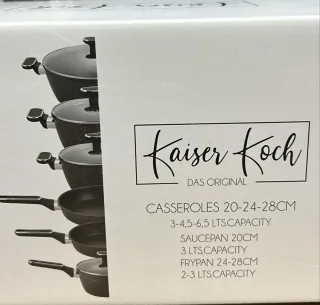 Kaiser Koch
DAS ORIGINAL
CASSEROLES 20-24-28CM
3-4,5-6,5 LTS.CAPACITY
SAUCEPAN 20CM
3 LTS.CAPACITY
FRYPAN 24-28CM
2-3 LTS.CAPACITY